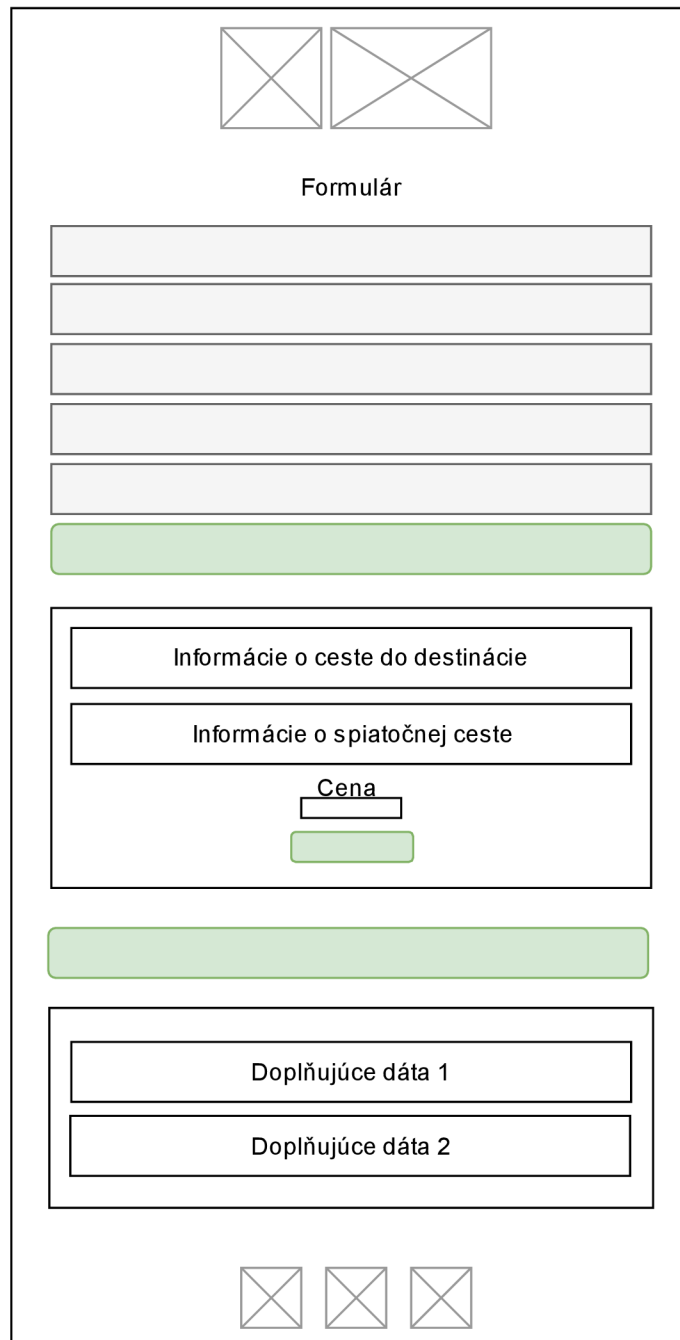 Formulár
Informácie o ceste do destinácie
Informácie o spiatočnej ceste
Cena
Doplňujúce dáta 1
Doplňujúce dáta 2